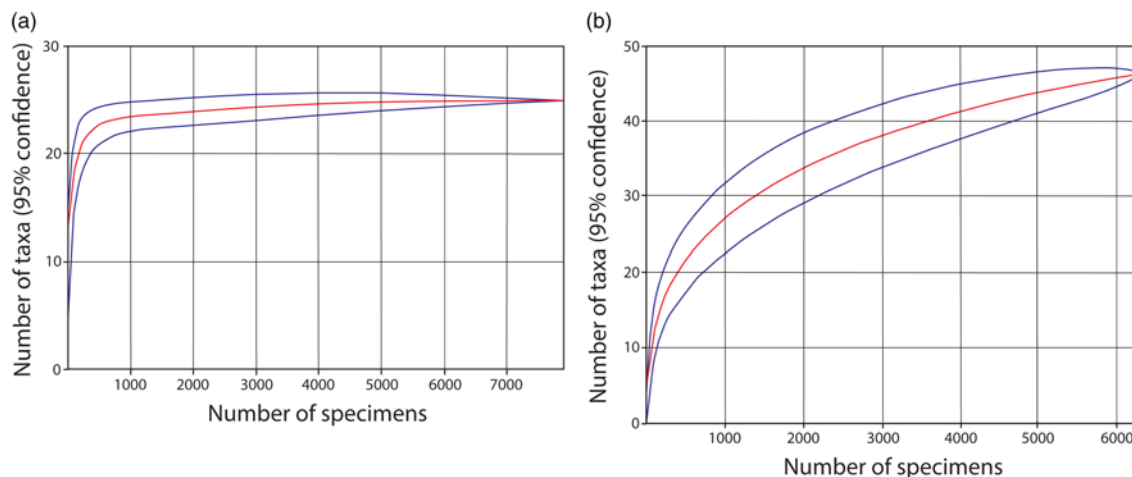 (a)
30
20
10
0
Number of taxa (95% confidence)
1000 2000 3000 4000 5000 6000 7000
Number of specimens
(b)
50
40
30
20
10
0
Number of taxa (95% confidence)
1000 2000 3000 4000 5000 6000
Number of specimens